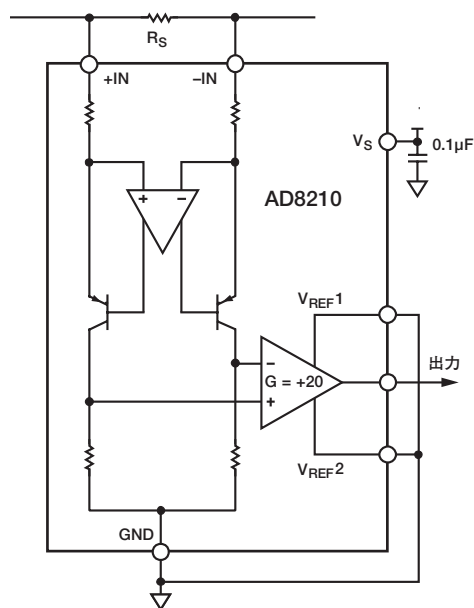 RS
+IN
–IN
VS
0.1µF
AD8210
+
–
VREF1
–
G = +20
+
出力
VREF2
GND